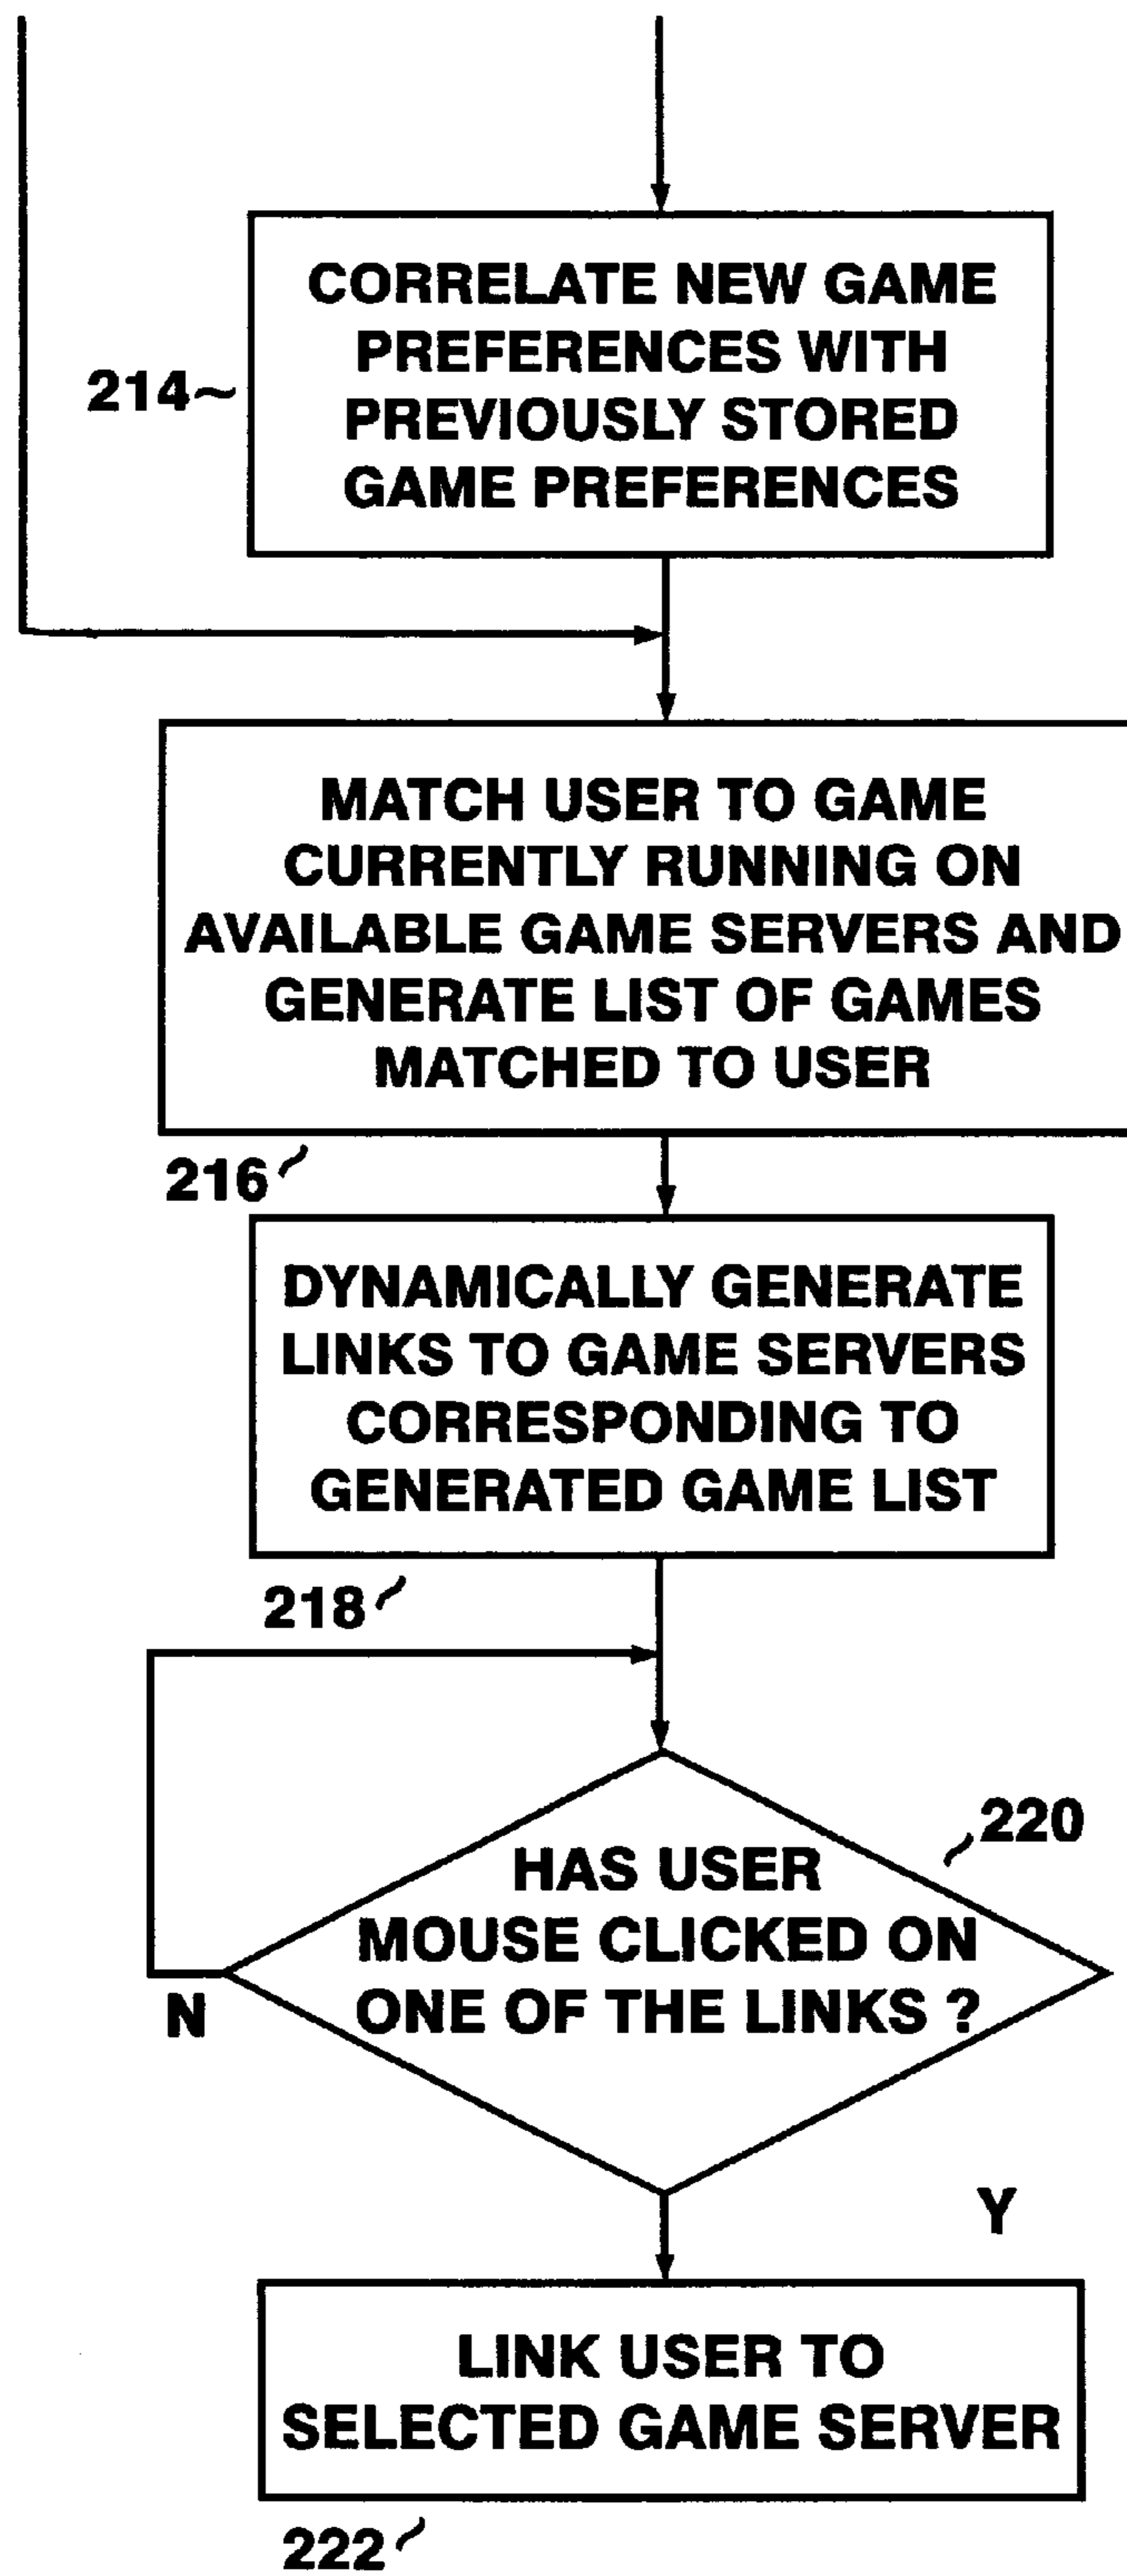 CORRELATE NEW GAME
PREFERENCES WITH
PREVIOUSLY STORED
GAME PREFERENCES
214
MATCH USER TO GAME
CURRENTLY RUNNING ON
AVAILABLE GAME SERVERS AND
GENERATE LIST OF GAMES
MATCHED TO USER
216
DYNAMICALLY GENERATE
LINKS TO GAME SERVERS
CORRESPONDING TO
GENERATED GAME LIST
218
220
HAS USER
MOUSE CLICKED ON
ONE OF THE LINKS ?
N
Y
LINK USER TO
SELECTED GAME SERVER
222